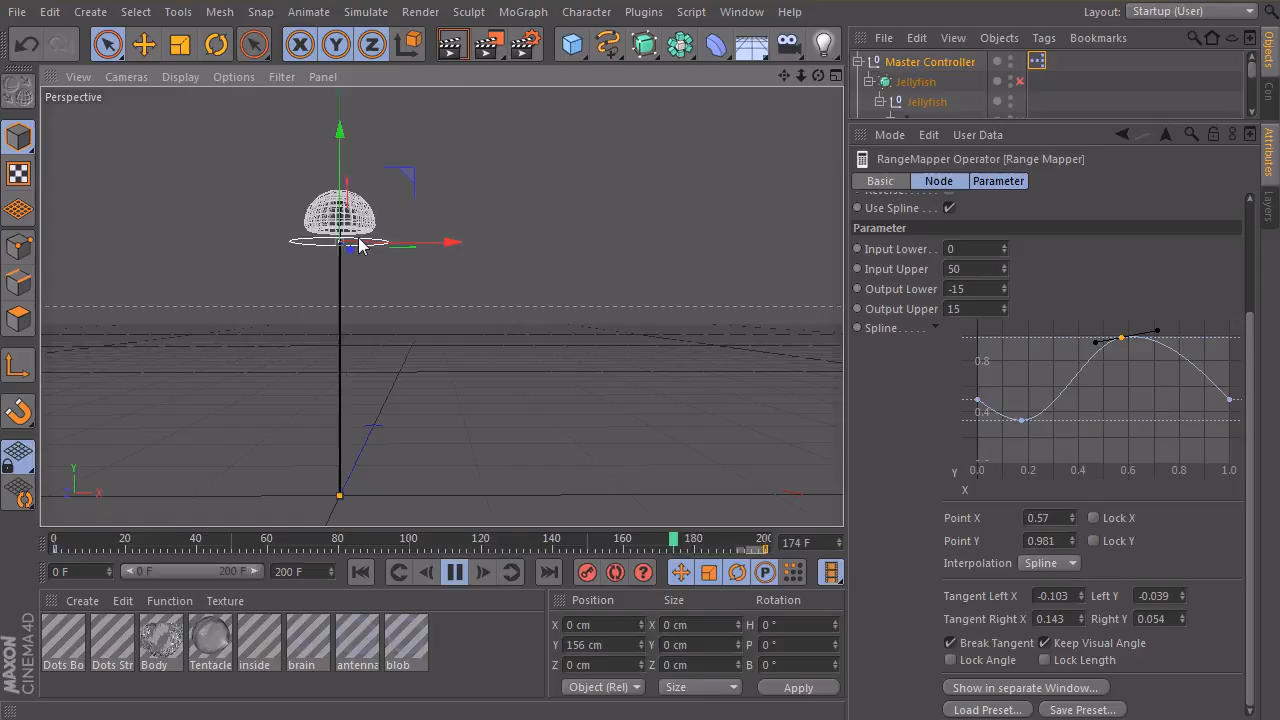 File Edit Create Select Tools Mesh Snap Animate Simulate Render Sculpt MoGraph Character Plugins Script Window Help Layout: Startup (User)
X Y Z
File Edit View Objects Tags Bookmarks
Master Controller
Jellyfish
Jellyfish
View Cameras Display Options Filter Panel
Perspective
Mode Edit User Data
RangeMapper Operator [Range Mapper]
Basic Node Parameter
Use Spline . . .
Parameter
Input Lower . . 0
Input Upper 50
Output Lower -15
Output Upper 15
Spline . . . . .
0.8
0.4
Y 0.0 0.2 0.4 0.6 0.8 1.0
X
Point X 0.57 Lock X
Point Y 0.981 Lock Y
Interpolation Spline
Tangent Left X -0.103 Left Y -0.039
Tangent Right X 0.143 Right Y 0.054
Break Tangent Keep Visual Angle
Lock Angle Lock Length
Show in separate Window...
Load Preset... Save Preset...
Objects
Con
Attributes
Layers
Y
Z X
0 20 40 60 80 100 120 140 160 180 200 174 F
0 F 0 F 200 F 200 F
P
Create Edit Function Texture
Dots Bo Dots Str Body Tentacle inside brain antenna blob
Position Size Rotation
X 0 cm X 0 cm H 0 °
Y 156 cm Y 0 cm P 0 °
Z 0 cm Z 0 cm B 0 °
Object (Rel) Size Apply
MAXON
CINEMA 4D